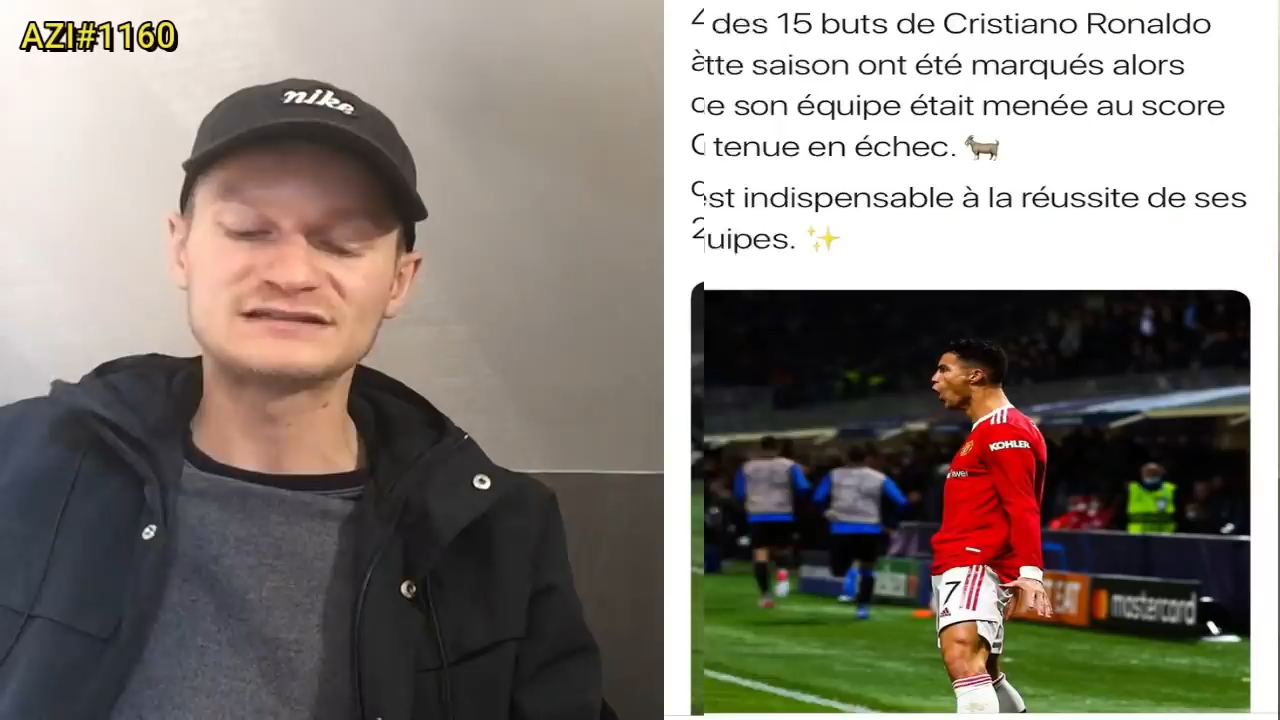 AZI#1160
nike
des 15 buts de Cristiano Ronaldo
tte saison ont été marqués alors
e son équipe était menée au score
tenue en échec. 🐐
st indispensable à la réussite de ses
uipes. ✨
KOHLER
7
EAT
mastercard